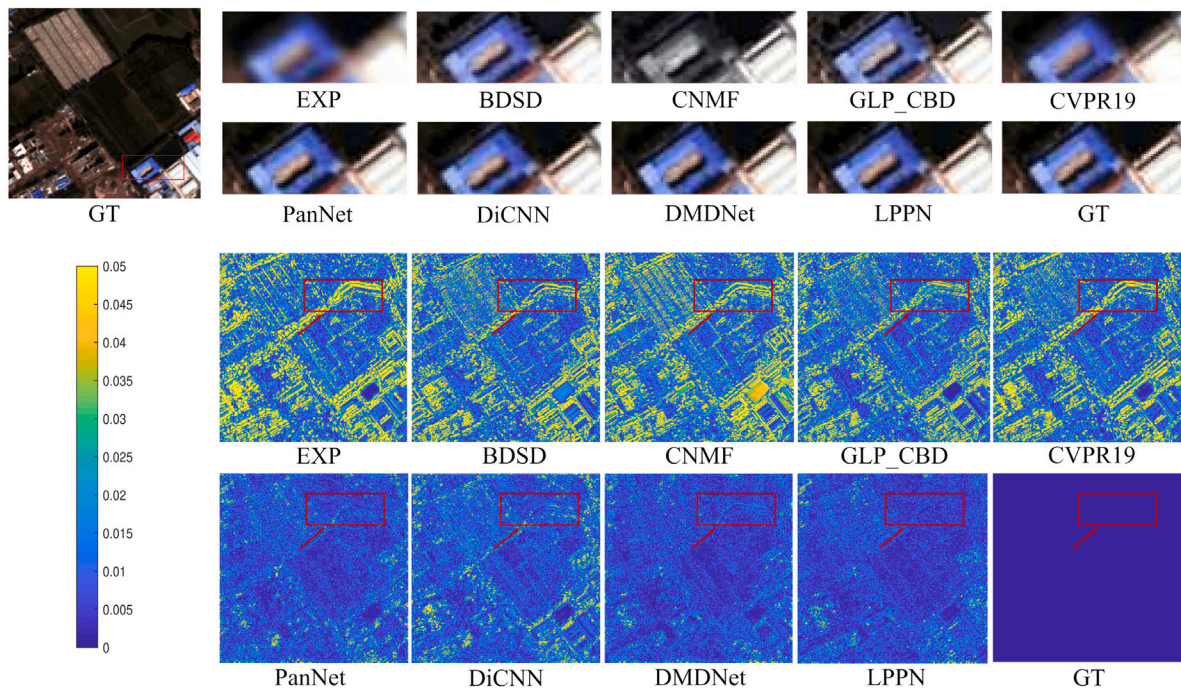 EXP BDSD CNMF GLP_CBD CVPR19
GT PanNet DiCNN DMDNet LPPN GT
0.05
0.045
0.04
0.035
0.03
0.025
0.02
0.015
0.01
0.005
0
EXP BDSD CNMF GLP_CBD CVPR19
PanNet DiCNN DMDNet LPPN GT